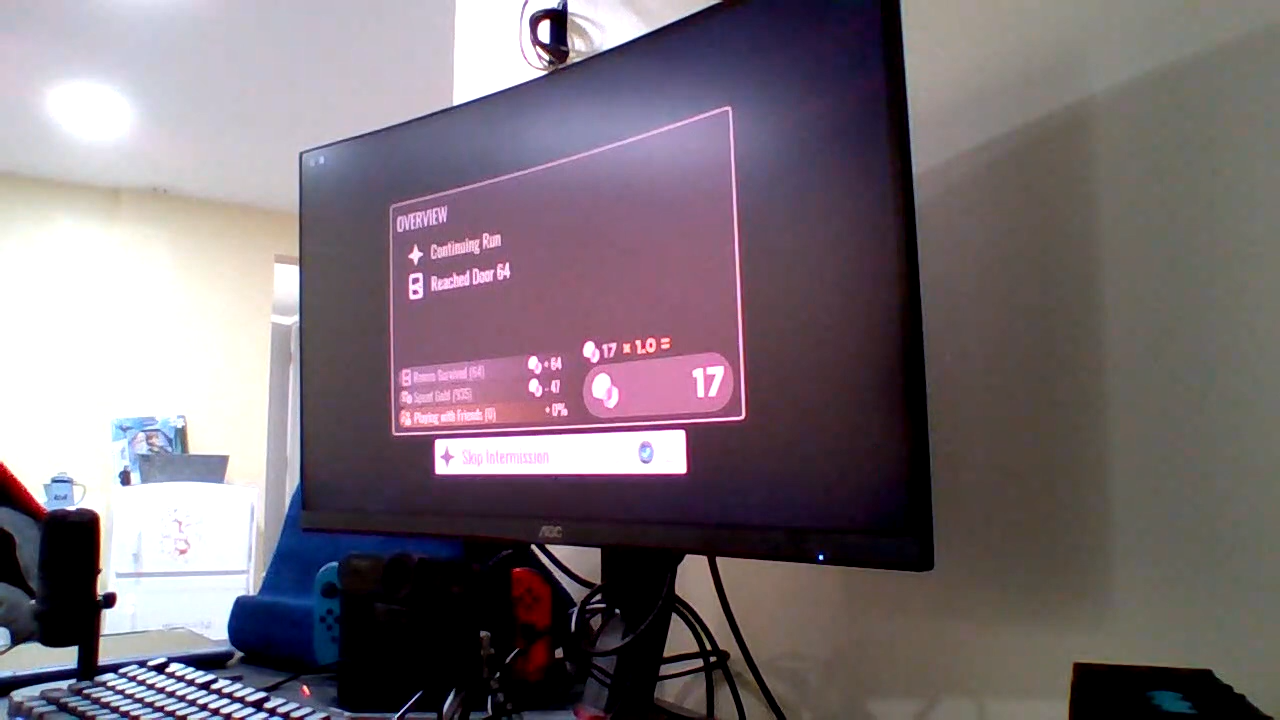 OVERVIEW
Continuing Run
Reached Door 64
17 x 1.0 =
Rooms Survived (64) + 64
Spent Gold (935) - 47
Playing with Friends (0) + 0%
17
Skip Intermission
AOC